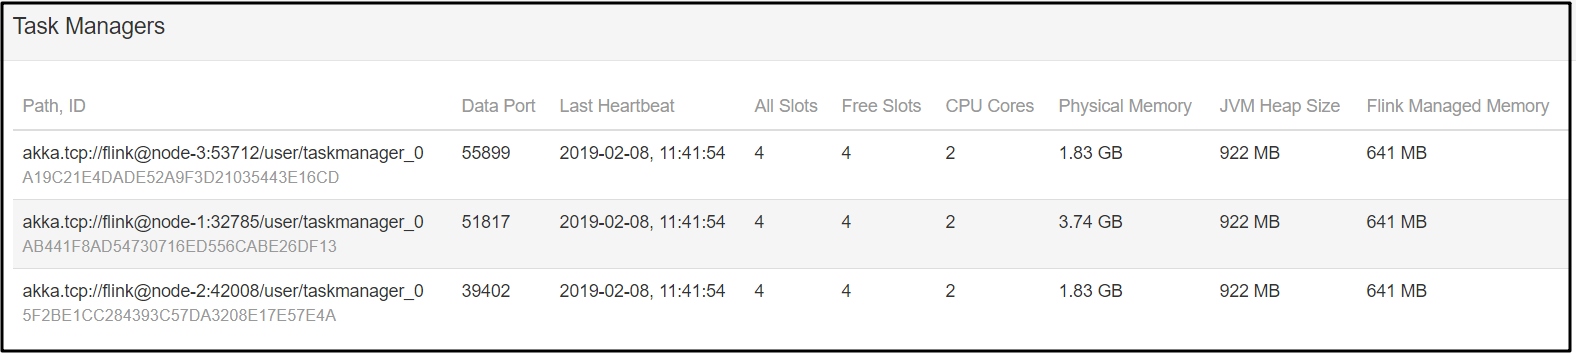 Task Managers
Path, ID Data Port Last Heartbeat All Slots Free Slots CPU Cores Physical Memory JVM Heap Size Flink Managed Memory
akka.tcp://flink@node-3:53712/user/taskmanager_0 55899 2019-02-08, 11:41:54 4 4 2 1.83 GB 922 MB 641 MB
A19C21E4DADE52A9F3D21035443E16CD
akka.tcp://flink@node-1:32785/user/taskmanager_0 51817 2019-02-08, 11:41:54 4 4 2 3.74 GB 922 MB 641 MB
AB441F8AD54730716ED556CABE26DF13
akka.tcp://flink@node-2:42008/user/taskmanager_0 39402 2019-02-08, 11:41:54 4 4 2 1.83 GB 922 MB 641 MB
5F2BE1CC284393C57DA3208E17E57E4A